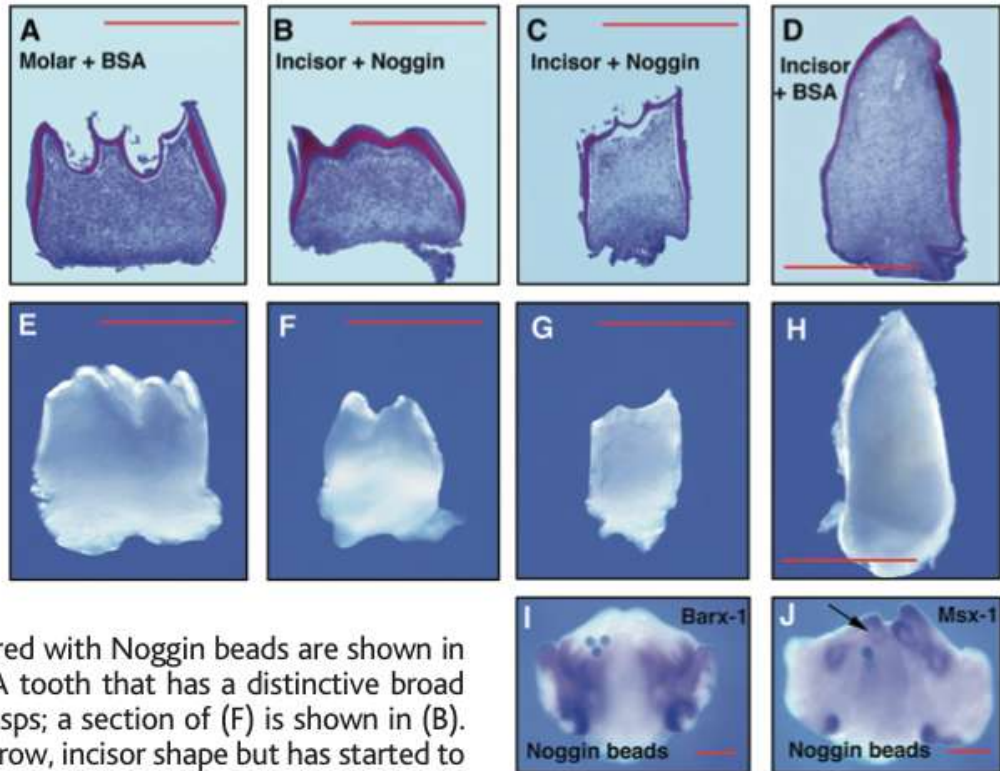 A
Molar + BSA
B
Incisor + Noggin
C
Incisor + Noggin
D
Incisor
+ BSA
E
F
G
H
I
Barx-1
Noggin beads
J
Msx-1
Noggin beads
red with Noggin beads are shown in
A tooth that has a distinctive broad
sps; a section of (F) is shown in (B).
row, incisor shape but has started to